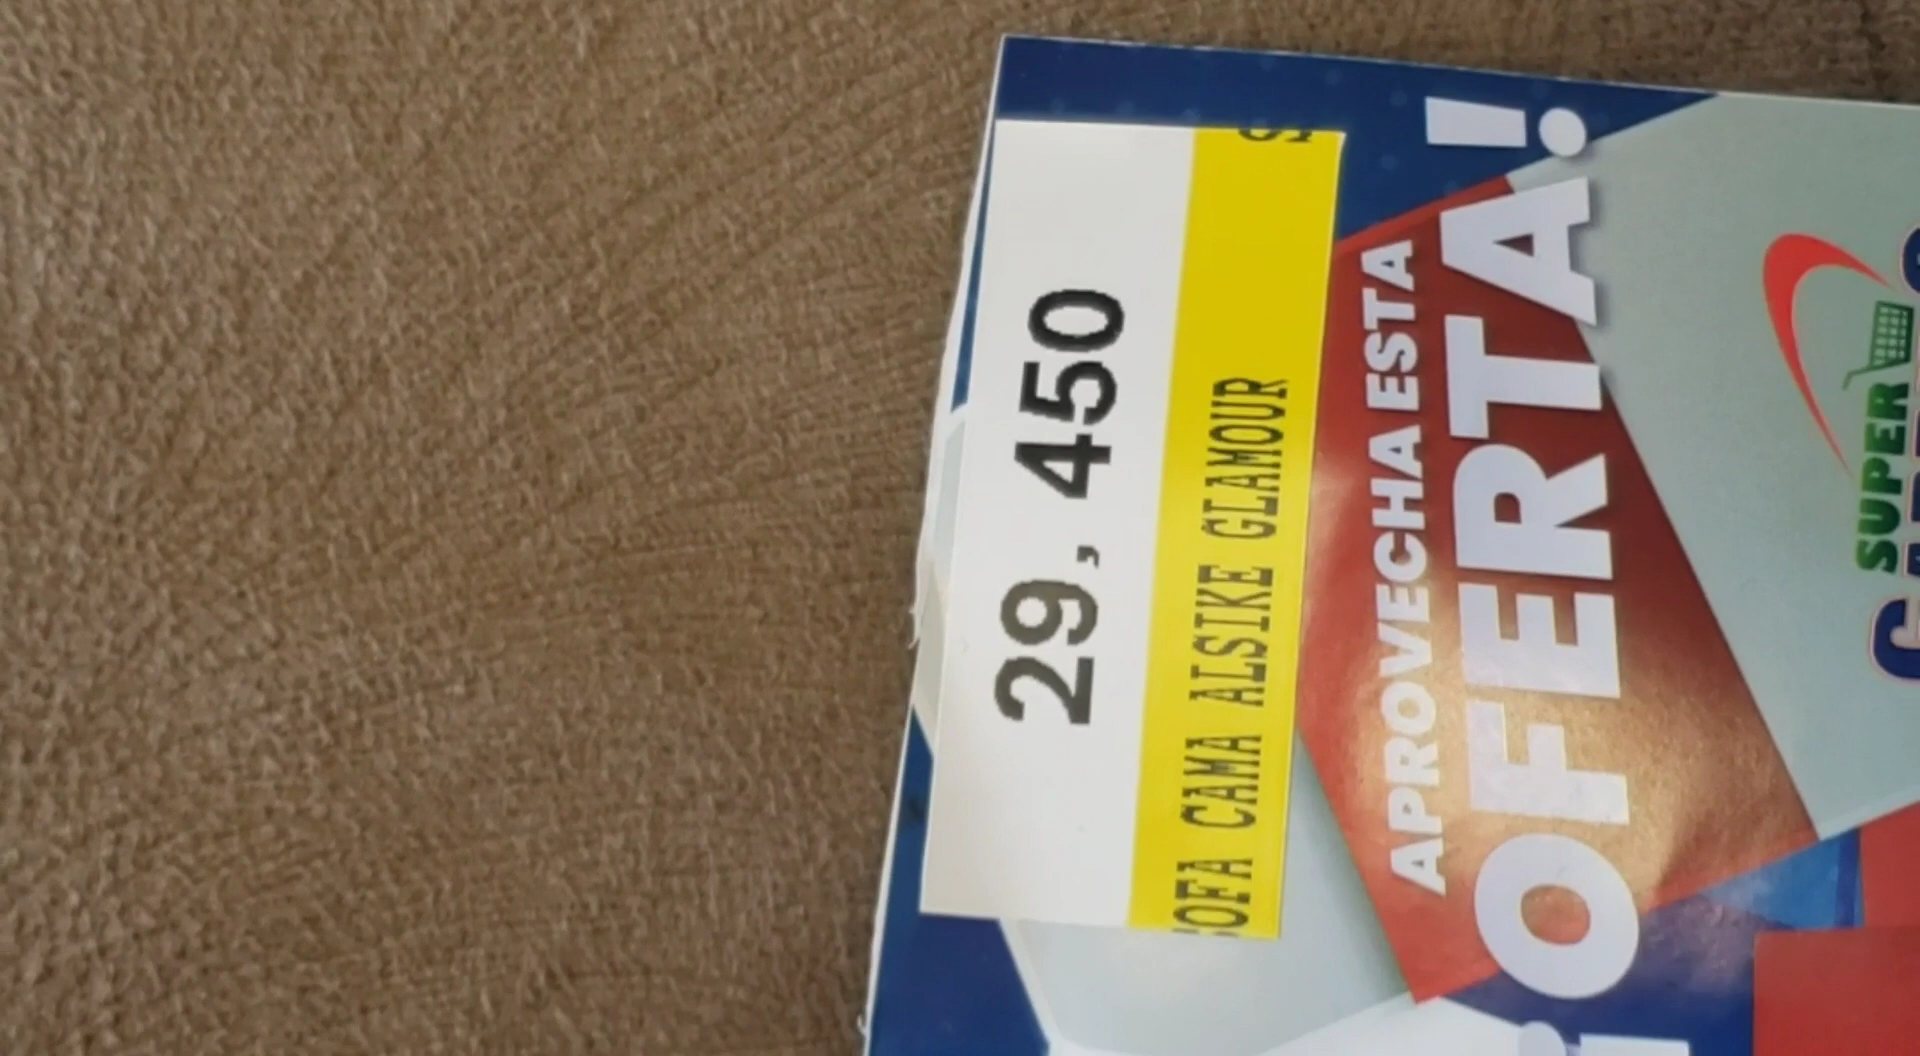 29,450
SOFA CAMA ALSIKE GLAMOUR
APROVECHA ESTA
¡OFERTA!
SUPER